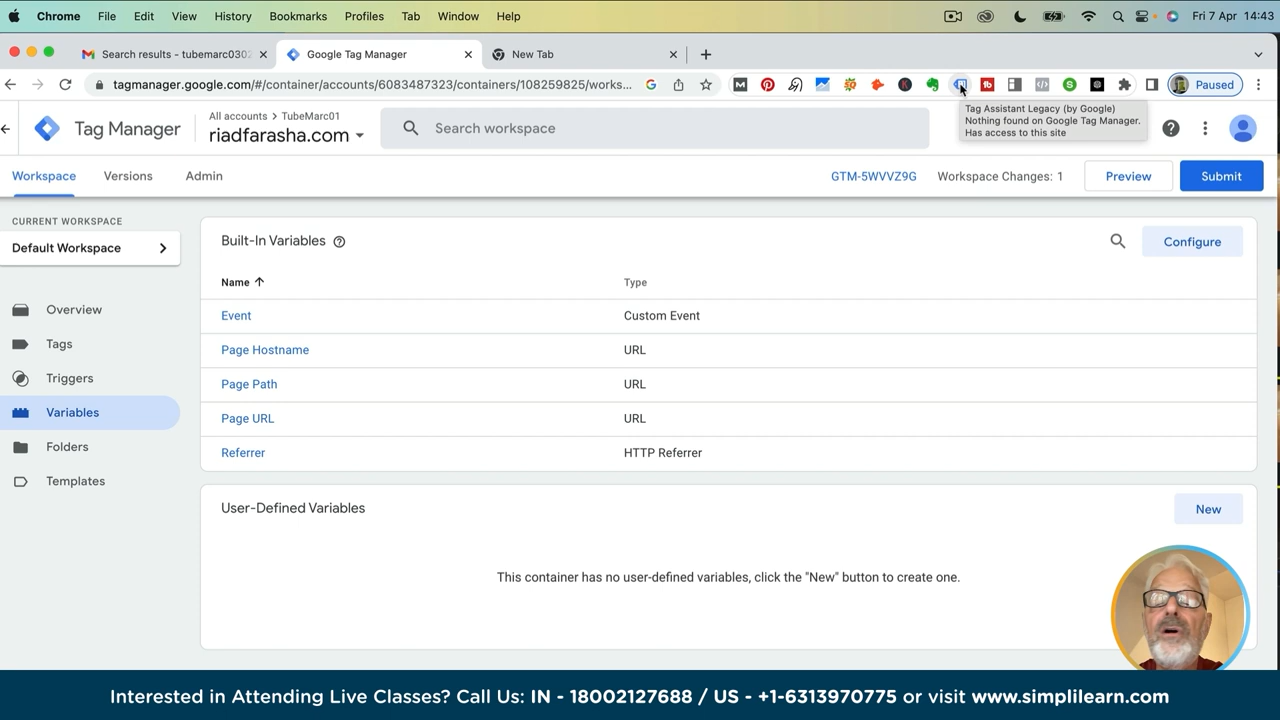 Chrome File Edit View History Bookmarks Profiles Tab Window Help Fri 7 Apr 14:43
Search results - tubemarc030 Google Tag Manager New Tab
tagmanager.google.com/#/container/accounts/6083487323/containers/108259825/works... Paused
Tag Assistant Legacy (by Google)
Nothing found on Google Tag Manager.
Has access to this site
Tag Manager
All accounts > TubeMarc01
riadfarasha.com
Search workspace
Workspace Versions Admin GTM-5WVVZ9G Workspace Changes: 1 Preview Submit
CURRENT WORKSPACE
Default Workspace
Overview
Tags
Triggers
Variables
Folders
Templates
Built-In Variables Configure
Name Type
Event Custom Event
Page Hostname URL
Page Path URL
Page URL URL
Referrer HTTP Referrer
User-Defined Variables New
This container has no user-defined variables, click the "New" button to create one.
Interested in Attending Live Classes? Call Us: IN - 18002127688 / US - +1-6313970775 or visit www.simplilearn.com